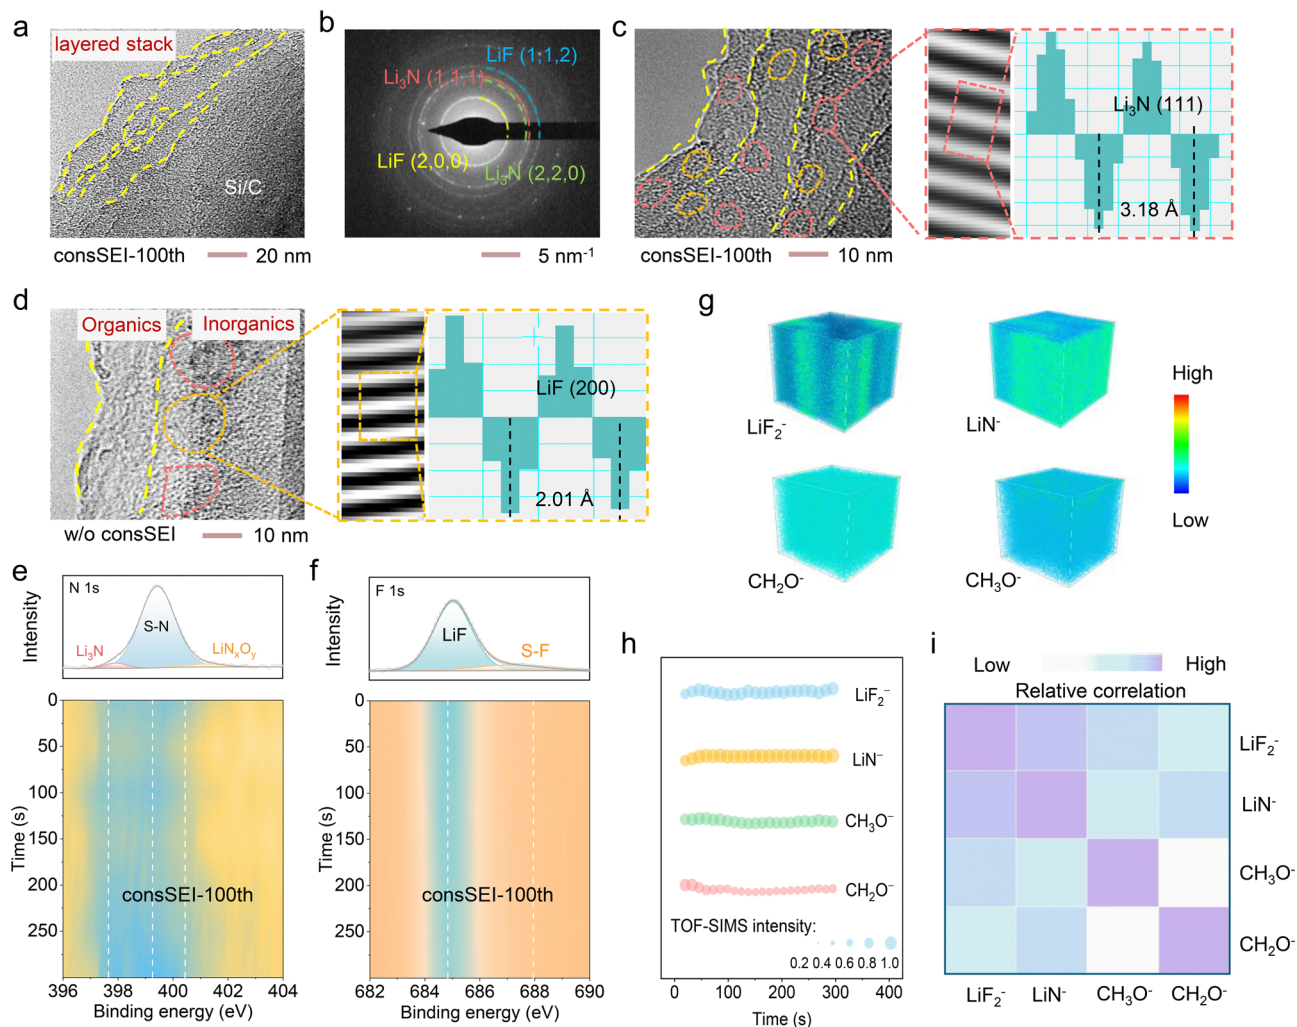 a
layered stack
Si/C
consSEI-100th
20 nm
b
LiF (1,1,2)
Li₃N (1,1,1)
LiF (2,0,0)
Li₃N (2,2,0)
5 nm⁻¹
c
consSEI-100th
10 nm
Li₃N (111)
3.18 Å
d
Organics
Inorganics
w/o consSEI
10 nm
LiF (200)
2.01 Å
g
LiF₂⁻
LiN⁻
CH₂O⁻
CH₃O⁻
High
Low
e
Intensity
N 1s
S-N
Li₃N
LiNₓOᵧ
0
50
100
150
200
250
Time (s)
consSEI-100th
396 398 400 402 404
Binding energy (eV)
f
Intensity
F 1s
LiF
S-F
0
50
100
150
200
250
Time (s)
consSEI-100th
682 684 686 688 690
Binding energy (eV)
h
LiF₂⁻
LiN⁻
CH₃O⁻
CH₂O⁻
TOF-SIMS intensity:
0.2 0.4 0.6 0.8 1.0
0 100 200 300 400
Time (s)
i
Low
High
Relative correlation
LiF₂⁻
LiN⁻
CH₃O⁻
CH₂O⁻
LiF₂⁻ LiN⁻ CH₃O⁻ CH₂O⁻